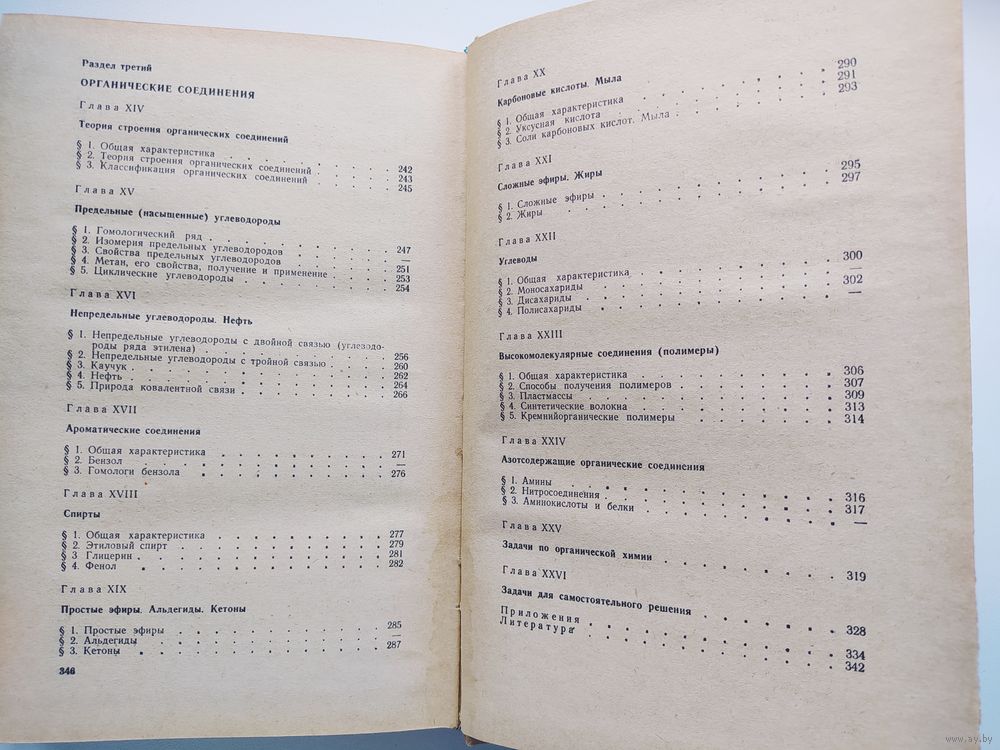 Раздел третий
ОРГАНИЧЕСКИЕ СОЕДИНЕНИЯ
Глава XIV
Теория строения органических соединений
§ 1. Общая характеристика . . . . . . . . . . 242
§ 2. Теория строения органических соединений . . . . . 243
§ 3. Классификация органических соединений . . . . . 245
Глава XV
Предельные (насыщенные) углеводороды
§ 1. Гомологический ряд . . . . . . . . . . 247
§ 2. Изомерия предельных углеводородов . . . . . . —
§ 3. Свойства предельных углеводородов . . . . . . 251
§ 4. Метан, его свойства, получение и применение . . . . 253
§ 5. Циклические углеводороды . . . . . . . . 254
Глава XVI
Непредельные углеводороды. Нефть
§ 1. Непредельные углеводороды с двойной связью (углеводо-
роды ряда этилена) . . . . . . . . . . 256
§ 2. Непредельные углеводороды с тройной связью . . . . 260
§ 3. Каучук . . . . . . . . . . . . . 262
§ 4. Нефть . . . . . . . . . . . . . 264
§ 5. Природа ковалентной связи . . . . . . . . 266
Глава XVII
Ароматические соединения
§ 1. Общая характеристика . . . . . . . . . 271
§ 2. Бензол . . . . . . . . . . . . . —
§ 3. Гомологи бензола . . . . . . . . . . 276
Глава XVIII
Спирты
§ 1. Общая характеристика . . . . . . . . . 277
§ 2. Этиловый спирт . . . . . . . . . . . 279
§ 3 Глицерин . . . . . . . . . . . . 281
§ 4. Фенол . . . . . . . . . . . . . 282
Глава XIX
Простые эфиры. Альдегиды. Кетоны
§ 1. Простые эфиры . . . . . . . . . . . 285
§ 2. Альдегиды . . . . . . . . . . . . —
§ 3. Кетоны . . . . . . . . . . . . . 287
346
Глава XX
Карбоновые кислоты. Мыла
§ 1. Общая характеристика . . . . . . . . . 290
§ 2. Уксусная кислота . . . . . . . . . . 291
§ 3. Соли карбоновых кислот. Мыла . . . . . . . 293
Глава XXI
Сложные эфиры. Жиры
§ 1. Сложные эфиры . . . . . . . . . . . 295
§ 2. Жиры . . . . . . . . . . . . . 297
Глава XXII
Углеводы
§ 1. Общая характеристика . . . . . . . . . 300
§ 2. Моносахариды . . . . . . . . . . . —
§ 3. Дисахариды . . . . . . . . . . . . 302
§ 4. Полисахариды . . . . . . . . . . . —
Глава XXIII
Высокомолекулярные соединения (полимеры)
§ 1. Общая характеристика . . . . . . . . . 306
§ 2. Способы получения полимеров . . . . . . . 307
§ 3. Пластмассы . . . . . . . . . . . . 309
§ 4. Синтетические волокна . . . . . . . . . 313
§ 5. Кремнийорганические полимеры . . . . . . . 314
Глава XXIV
Азотсодержащие органические соединения
§ 1. Амины . . . . . . . . . . . . . 316
§ 2. Нитросоединения . . . . . . . . . . 317
§ 3. Аминокислоты и белки . . . . . . . . . —
Глава XXV
Задачи по органической химии . . . . . . . . 319
Глава XXVI
Задачи для самостоятельного решения . . . . . . 328
Приложения . . . . . . . . . . . . . 334
Литература . . . . . . . . . . . . . 342
www.ay.by